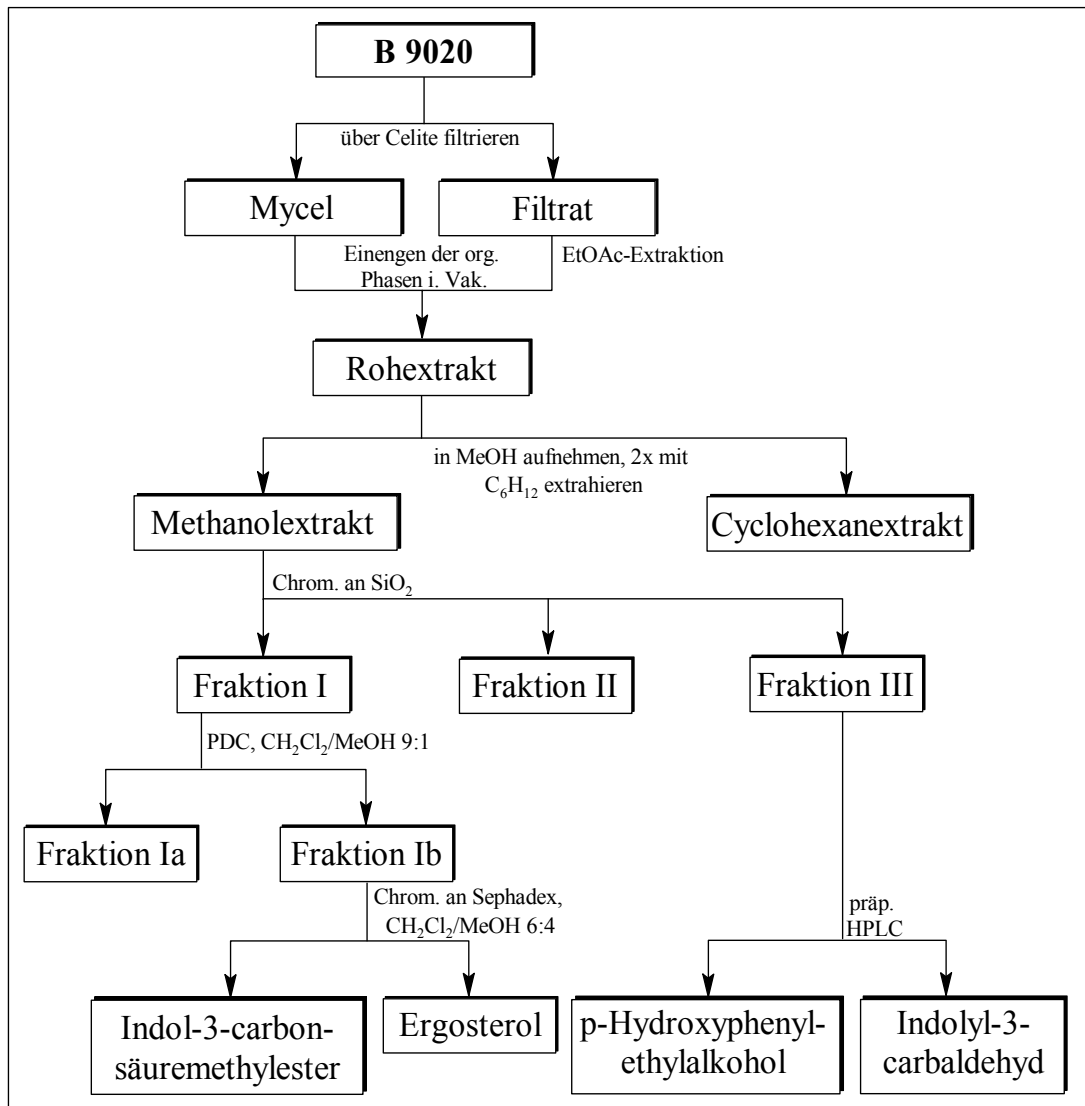 B 9020
über Celite filtrieren
Mycel
Filtrat
Einengen der org.
Phasen i. Vak.
EtOAc-Extraktion
Rohextrakt
in MeOH aufnehmen, 2x mit
C₆H₁₂ extrahieren
Methanolextrakt
Cyclohexanextrakt
Chrom. an SiO₂
Fraktion I
Fraktion II
Fraktion III
PDC, CH₂Cl₂/MeOH 9:1
Fraktion Ia
Fraktion Ib
Chrom. an Sephadex,
CH₂Cl₂/MeOH 6:4
präp.
HPLC
Indol-3-carbon-
säuremethylester
Ergosterol
p-Hydroxyphenyl-
ethylalkohol
Indolyl-3-
carbaldehyd